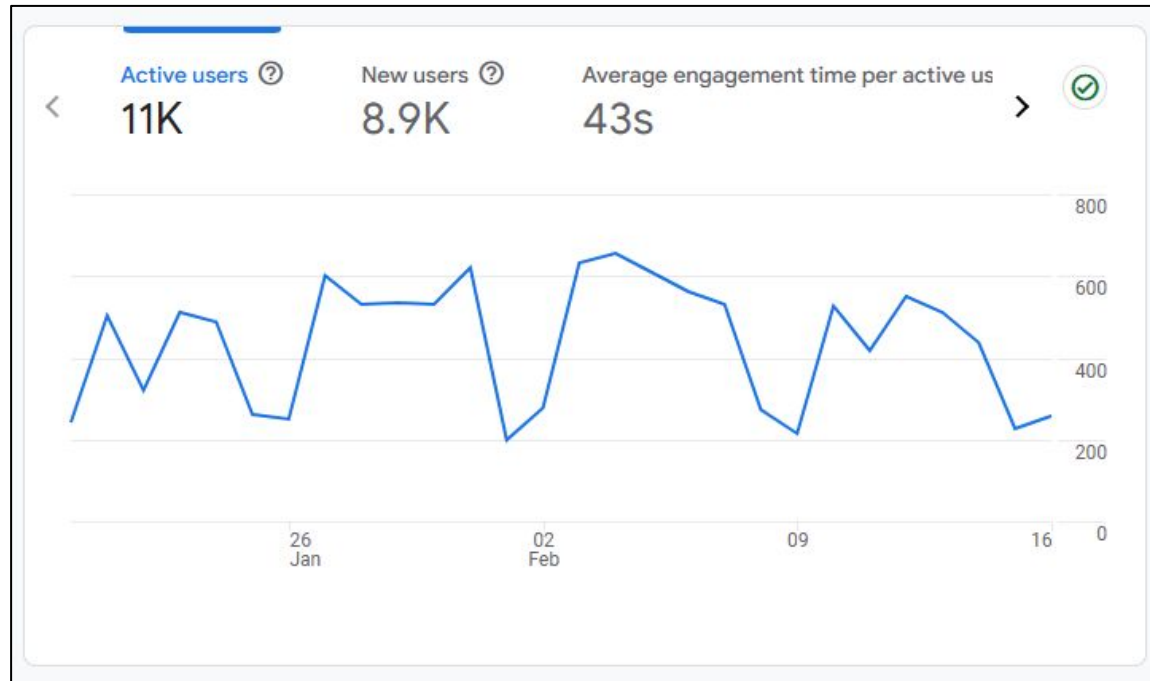 Active users
11K
New users
8.9K
Average engagement time per active us
43s
800
600
400
200
0
26
Jan
02
Feb
09
16